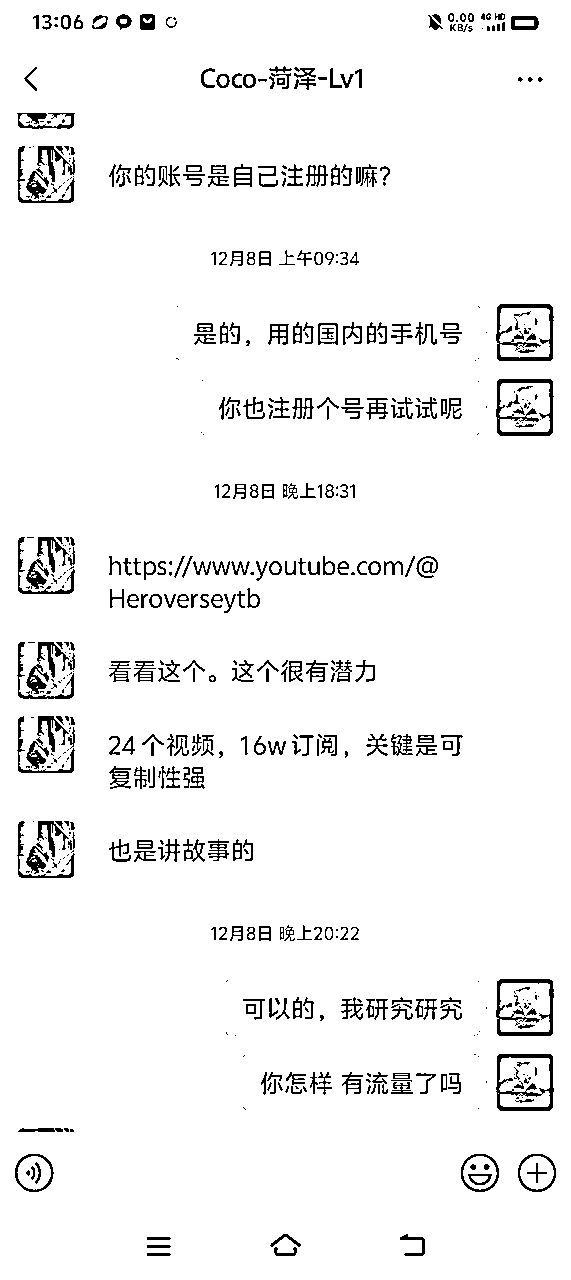 13:06
0.00
KB/s
4G HD
Coco-菏泽-Lv1
你的账号是自己注册的嘛?
12月8日 上午09:34
是的，用的国内的手机号
你也注册个号再试试呢
12月8日 晚上18:31
https://www.youtube.com/@
Heroverseytb
看看这个。这个很有潜力
24个视频，16w订阅，关键是可
复制性强
也是讲故事的
12月8日 晚上20:22
可以的，我研究研究
你怎样 有流量了吗